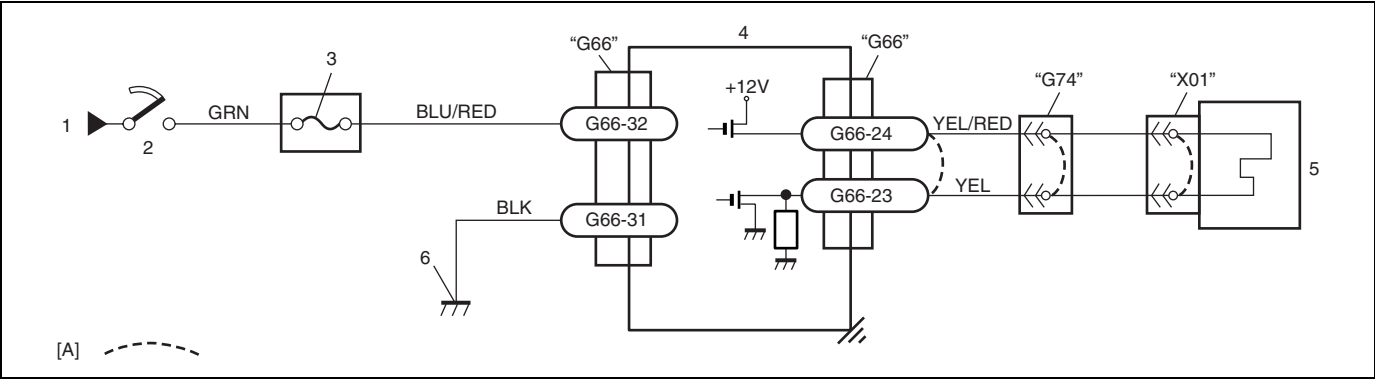 1
2
GRN
3
BLU/RED
"G66"
G66-32
BLK
G66-31
6
4
+12V
"G66"
G66-24
YEL/RED
G66-23
YEL
"G74"
"X01"
5
[A]